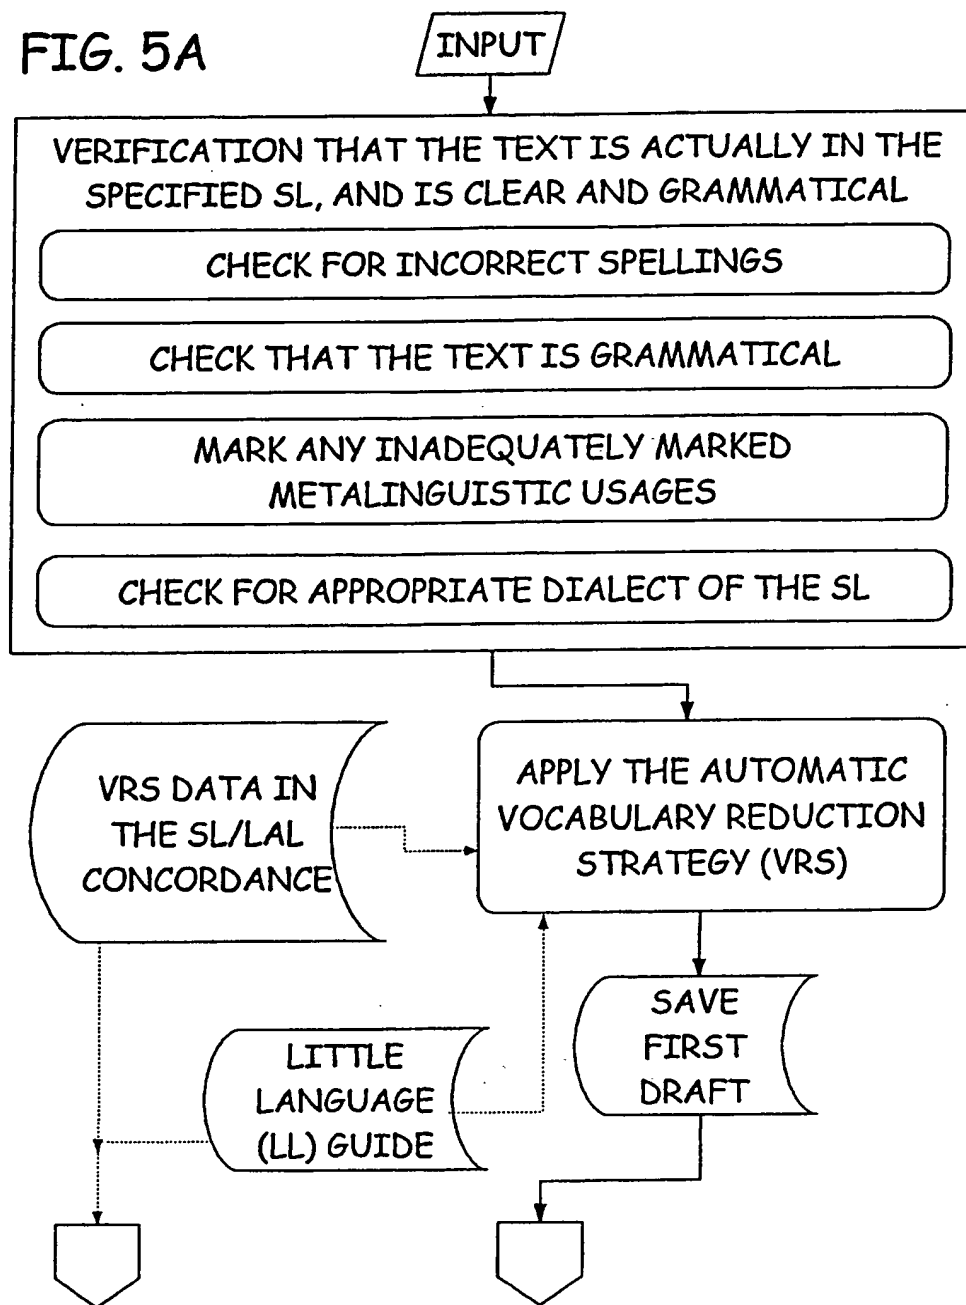 FIG. 5A
INPUT
VERIFICATION THAT THE TEXT IS ACTUALLY IN THE
SPECIFIED SL, AND IS CLEAR AND GRAMMATICAL
CHECK FOR INCORRECT SPELLINGS
CHECK THAT THE TEXT IS GRAMMATICAL
MARK ANY INADEQUATELY MARKED
METALINGUISTIC USAGES
CHECK FOR APPROPRIATE DIALECT OF THE SL
VRS DATA IN
THE SL/LAL
CONCORDANCE
APPLY THE AUTOMATIC
VOCABULARY REDUCTION
STRATEGY (VRS)
SAVE
FIRST
DRAFT
LITTLE
LANGUAGE
(LL) GUIDE